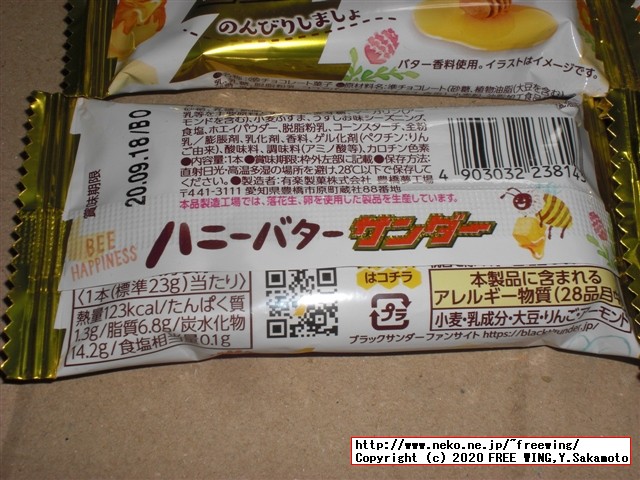 のんびりしましょ
バター香料使用。イラストはイメージです。
モンドを含む)、小麦ふすま、うすしお味シーズニング、
食塩、ホエイパウダー、脱脂粉乳、コーンスターチ、全粉
乳/膨脹剤、乳化剤、香料、ゲル化剤(ペクチン:りん
ご由来)、酸味料、調味料(アミノ酸等)、カロチン色素
●内容量:1本●賞味期限:枠外左部に記載●保存方法:
直射日光・高温多湿の場所を避け、28℃以下で保存して
ください。●製造者:有楽製菓株式会社 豊橋夢工場
〒441-3111 愛知県豊橋市原町蔵社88番地
本品製造工場では、落花生、卵を使用した製品を生産しています。
賞味期限
20.09.18/BO
4903032 23814
BEE
HAPPINESS
ハニーバターサンダー
〈1本(標準23g)当たり〉
熱量123kcal/たんぱく質
1.3g/脂質6.8g/炭水化物
14.2g/食塩相当量0.1g
はコチラ
プラ
ブラックサンダーファンサイト https://blackthunder.jp/
本製品に含まれる
アレルギー物質(28品目中)
小麦・乳成分・大豆・りんご・アーモンド
http://www.neko.ne.jp/~freewing/
Copyright (c) 2020 FREE WING,Y.Sakamoto